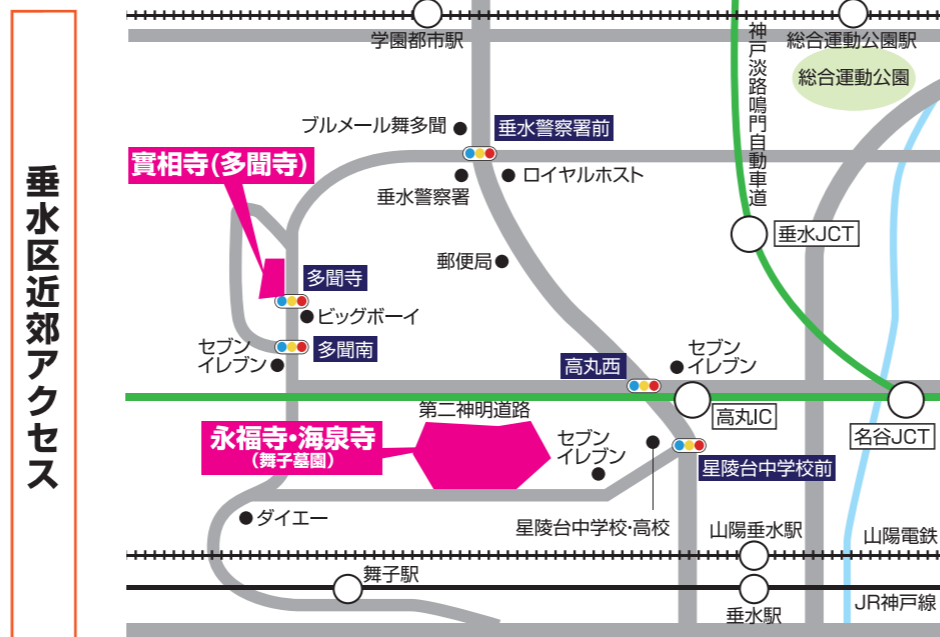 垂水区近郊アクセス
学園都市駅
総合運動公園駅
総合運動公園
神戸淡路鳴門自動車道
ブルメール舞多聞
垂水警察署前
實相寺(多聞寺)
垂水警察署
ロイヤルホスト
垂水JCT
郵便局
多聞寺
ビッグボーイ
多聞南
セブン
イレブン
セブン
イレブン
高丸西
第二神明道路
高丸IC
名谷JCT
永福寺・海泉寺
(舞子墓園)
セブン
イレブン
星陵台中学校前
ダイエー
星陵台中学校・高校
山陽垂水駅
山陽電鉄
舞子駅
垂水駅
JR神戸線